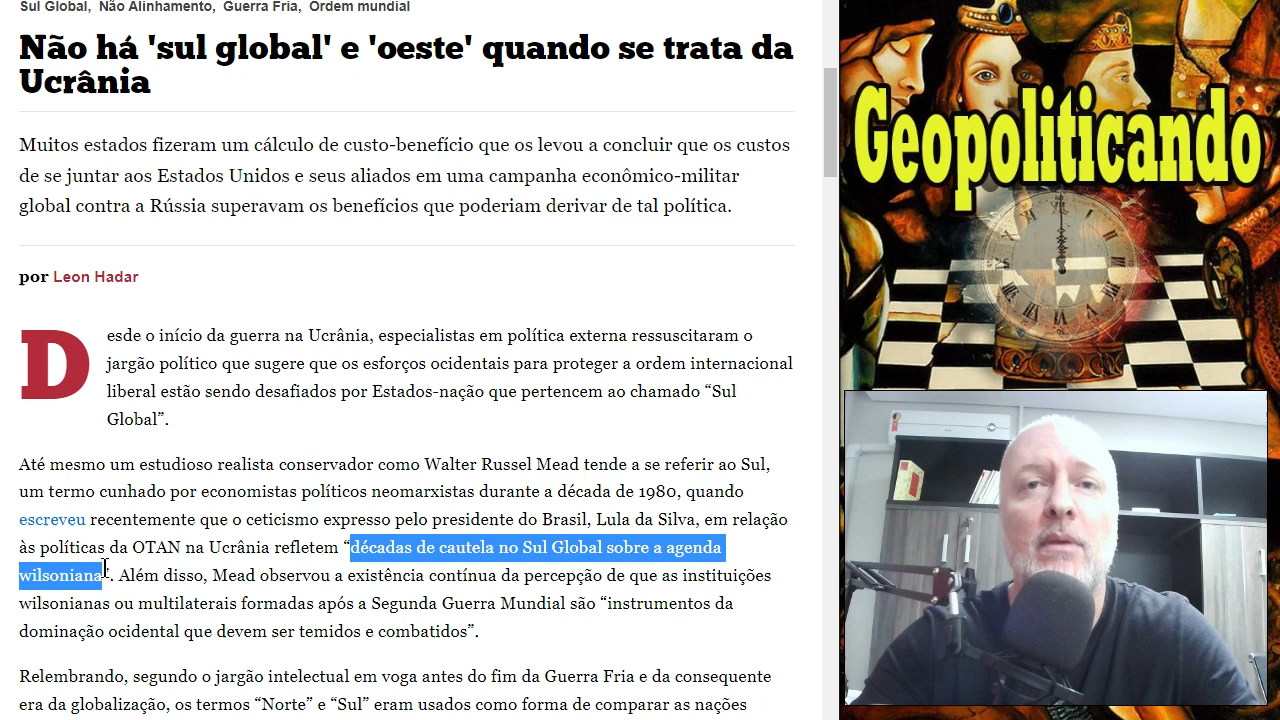 Sul Global, Não Alinhamento, Guerra Fria, Ordem mundial
Não há 'sul global' e 'oeste' quando se trata da
Ucrânia
Muitos estados fizeram um cálculo de custo-benefício que os levou a concluir que os custos
de se juntar aos Estados Unidos e seus aliados em uma campanha econômico-militar
global contra a Rússia superavam os benefícios que poderiam derivar de tal política.
por Leon Hadar
Desde o início da guerra na Ucrânia, especialistas em política externa ressuscitaram o
jargão político que sugere que os esforços ocidentais para proteger a ordem internacional
liberal estão sendo desafiados por Estados-nação que pertencem ao chamado “Sul
Global”.
Até mesmo um estudioso realista conservador como Walter Russel Mead tende a se referir ao Sul,
um termo cunhado por economistas políticos neomarxistas durante a década de 1980, quando
escreveu recentemente que o ceticismo expresso pelo presidente do Brasil, Lula da Silva, em relação
às políticas da OTAN na Ucrânia refletem “décadas de cautela no Sul Global sobre a agenda
wilsoniana”. Além disso, Mead observou a existência contínua da percepção de que as instituições
wilsonianas ou multilaterais formadas após a Segunda Guerra Mundial são “instrumentos da
dominação ocidental que devem ser temidos e combatidos”.
Relembrando, segundo o jargão intelectual em voga antes do fim da Guerra Fria e da consequente
era da globalização, os termos “Norte” e “Sul” eram usados como forma de comparar as nações
Geopoliticando